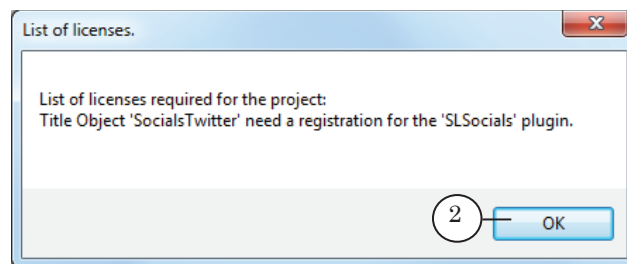 List of licenses.
List of licenses required for the project:
Title Object 'SocialsTwitter' need a registration for the 'SLSocials' plugin.
2
OK